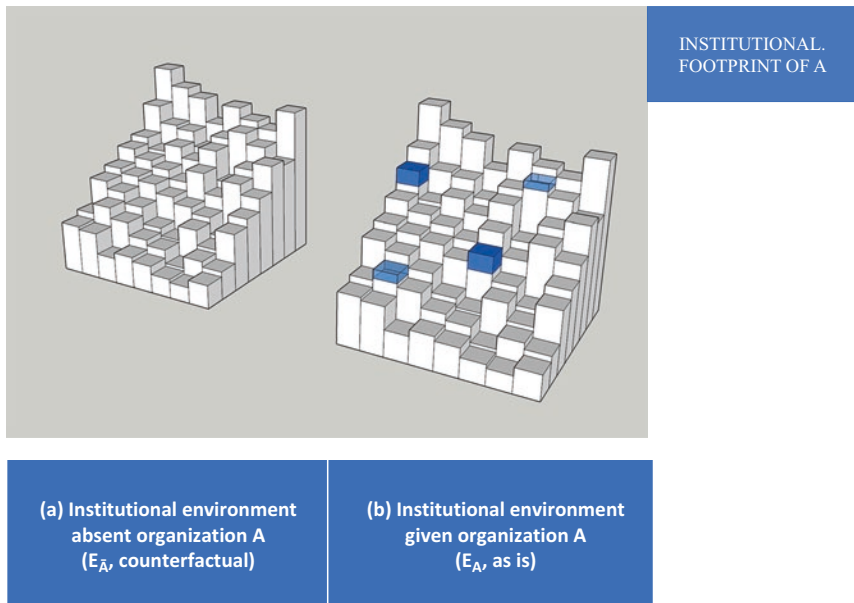 INSTITUTIONAL.
FOOTPRINT OF A
(a) Institutional environment
absent organization A
(EĀ, counterfactual)
(b) Institutional environment
given organization A
(EA, as is)